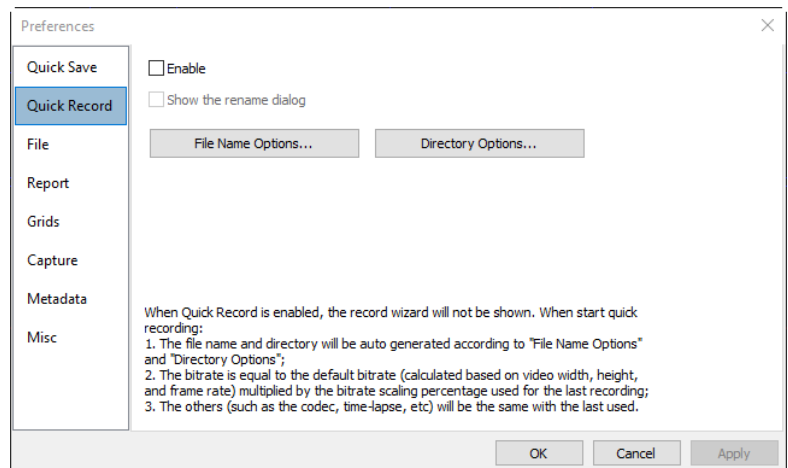 Preferences
Quick Save
Quick Record
File
Report
Grids
Capture
Metadata
Misc
Enable
Show the rename dialog
File Name Options...
Directory Options...
When Quick Record is enabled, the record wizard will not be shown. When start quick
recording:
1. The file name and directory will be auto generated according to "File Name Options"
and "Directory Options";
2. The bitrate is equal to the default bitrate (calculated based on video width, height,
and frame rate) multiplied by the bitrate scaling percentage used for the last recording;
3. The others (such as the codec, time-lapse, etc) will be the same with the last used.
OK
Cancel
Apply